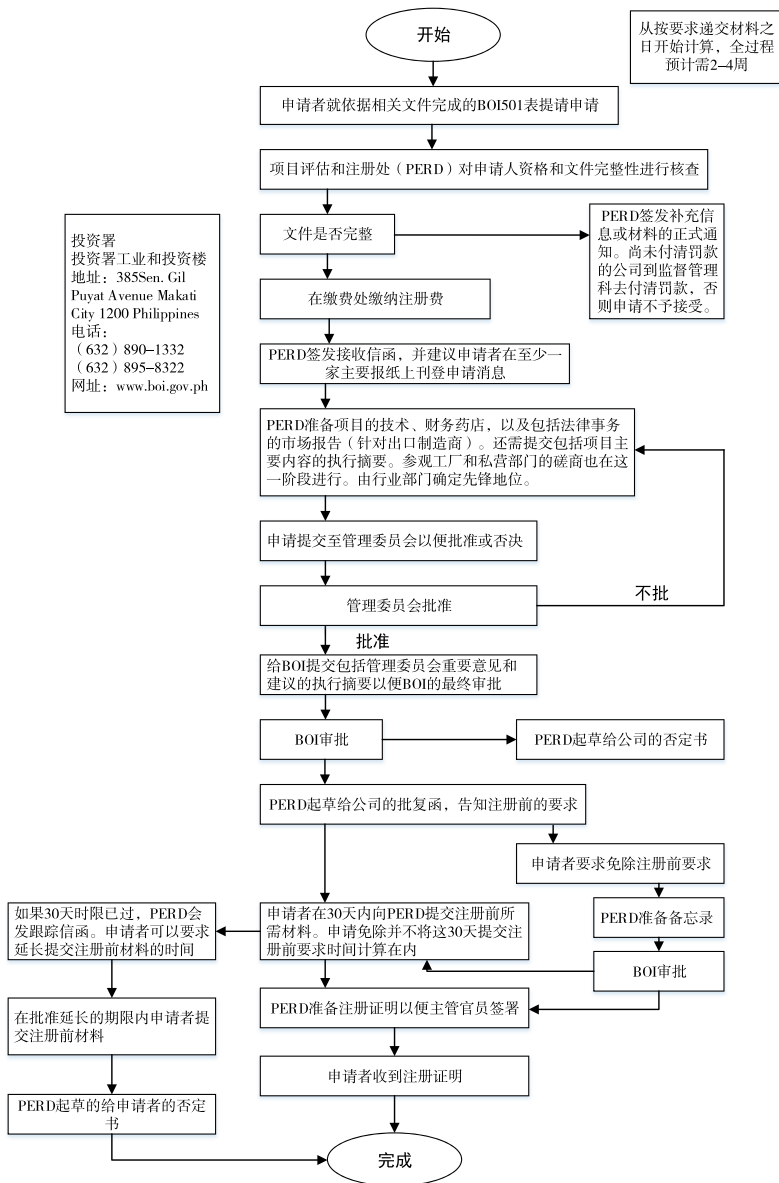 开始
从按要求递交材料之
日开始计算，全过程
预计需2–4周
申请者就依据相关文件完成的BOI501表提请申请
项目评估和注册处（PERD）对申请人资格和文件完整性进行核查
投资署
投资署工业和投资楼
地址：385Sen. Gil
Puyat Avenue Makati
City 1200 Philippines
电话：
（632）890–1332
（632）895–8322
网址：www.boi.gov.ph
文件是否完整
PERD签发补充信
息或材料的正式通
知。尚未付清罚款
的公司到监督管理
科去付清罚款，否
则申请不予接受。
在缴费处缴纳注册费
PERD签发接收信函，并建议申请者在至少一
家主要报纸上刊登申请消息
PERD准备项目的技术、财务药店，以及包括法律事务
的市场报告（针对出口制造商）。还需提交包括项目主
要内容的执行摘要。参观工厂和私营部门的磋商也在这
一阶段进行。由行业部门确定先锋地位。
申请提交至管理委员会以便批准或否决
管理委员会批准
不批
批准
给BOI提交包括管理委员会重要意见和
建议的执行摘要以便BOI的最终审批
BOI审批
PERD起草给公司的否定书
PERD起草给公司的批复函，告知注册前的要求
申请者要求免除注册前要求
如果30天时限已过，PERD会
发跟踪信函。申请者可以要求
延长提交注册前材料的时间
申请者在30天内向PERD提交注册前所
需材料。申请免除并不将这30天提交注
册前要求时间计算在内
PERD准备备忘录
BOI审批
在批准延长的期限内申请者提
交注册前材料
PERD准备注册证明以便主管官员签署
申请者收到注册证明
PERD起草的给申请者的否定
书
完成